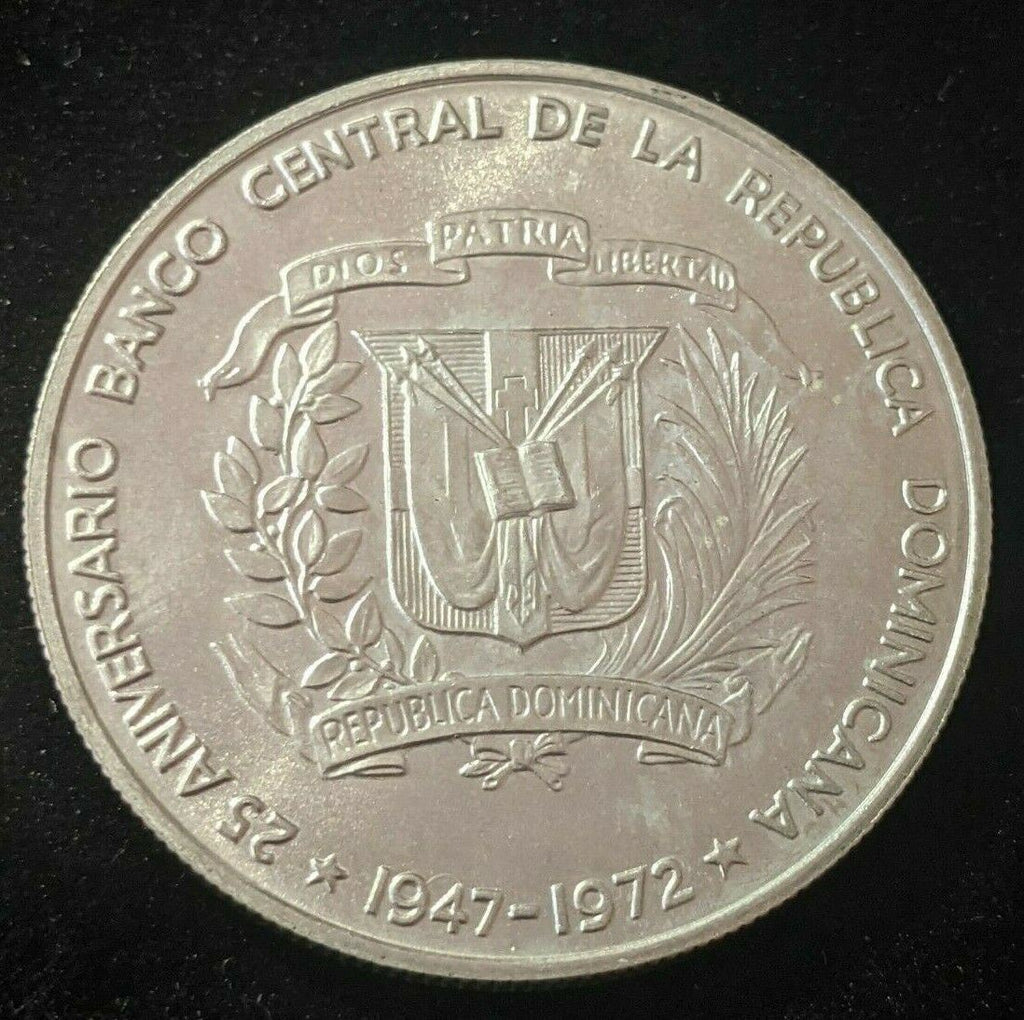 25 ANIVERSARIO BANCO CENTRAL DE LA REPUBLICA DOMINICANA
DIOS PATRIA LIBERTAD
REPUBLICA DOMINICANA
★ 1947-1972 ★